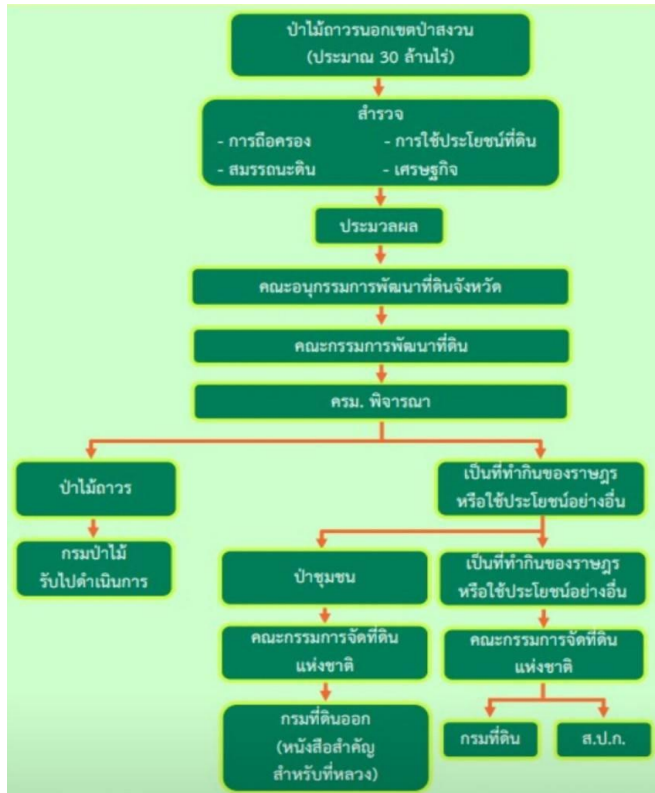 ป่าไม้ถาวรนอกเขตป่าสงวน
(ประมาณ 30 ล้านไร่)
สำรวจ
- การถือครอง - การใช้ประโยชน์ที่ดิน
- สมรรถนะดิน - เศรษฐกิจ
ประมวลผล
คณะอนุกรรมการพัฒนาที่ดินจังหวัด
คณะกรรมการพัฒนาที่ดิน
ครม. พิจารณา
ป่าไม้ถาวร
กรมป่าไม้
รับไปดำเนินการ
เป็นที่ทำกินของราษฎร
หรือใช้ประโยชน์อย่างอื่น
ป่าชุมชน
คณะกรรมการจัดที่ดิน
แห่งชาติ
กรมที่ดินออก
(หนังสือสำคัญ
สำหรับที่หลวง)
เป็นที่ทำกินของราษฎร
หรือใช้ประโยชน์อย่างอื่น
คณะกรรมการจัดที่ดิน
แห่งชาติ
กรมที่ดิน
ส.ป.ก.